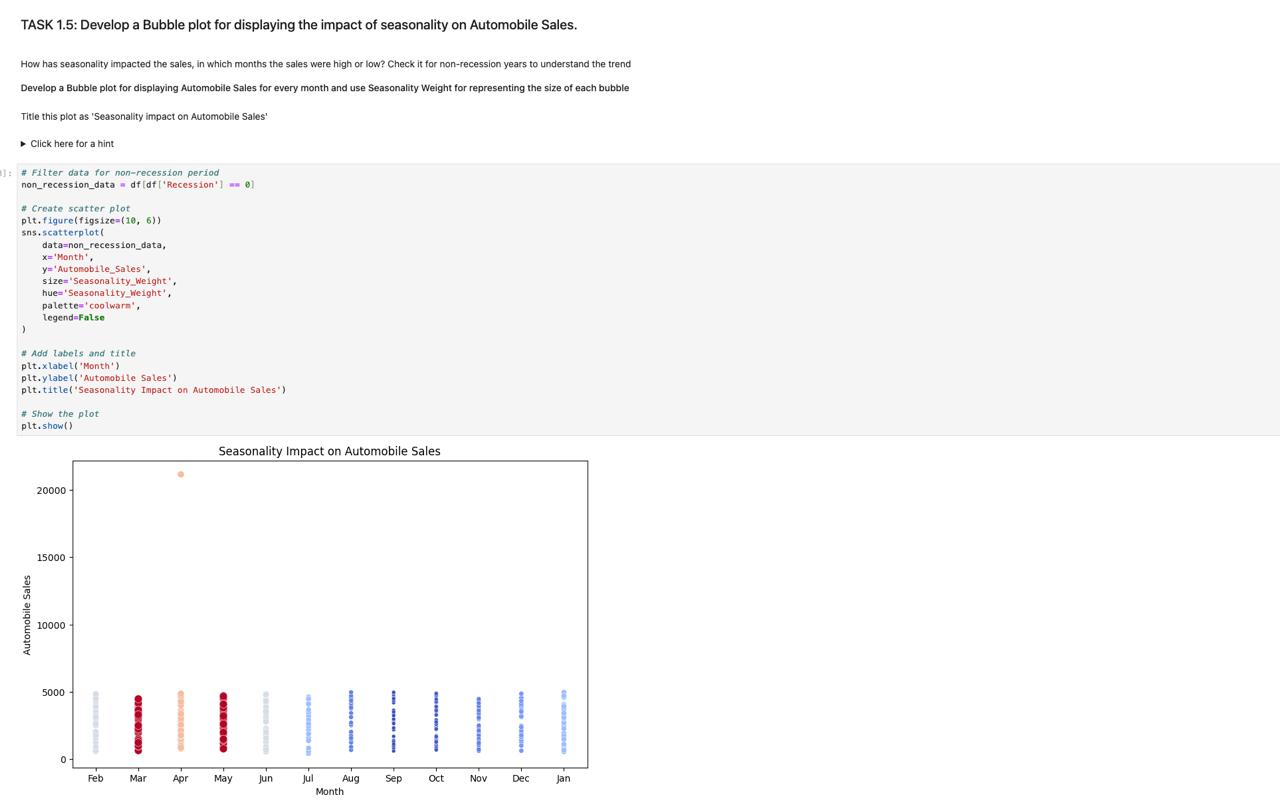 TASK 1.5: Develop a Bubble plot for displaying the impact of seasonality on Automobile Sales.
How has seasonality impacted the sales, in which months the sales were high or low? Check it for non-recession years to understand the trend
Develop a Bubble plot for displaying Automobile Sales for every month and use Seasonality Weight for representing the size of each bubble
Title this plot as 'Seasonality impact on Automobile Sales'
Click here for a hint
]:
# Filter data for non-recession period
non_recession_data = df[df['Recession'] == 0]
# Create scatter plot
plt.figure(figsize=(10, 6))
sns.scatterplot(
data=non_recession_data,
x='Month',
y='Automobile_Sales',
size='Seasonality_Weight',
hue='Seasonality_Weight',
palette='coolwarm',
legend=False
)
# Add labels and title
plt.xlabel('Month')
plt.ylabel('Automobile Sales')
plt.title('Seasonality Impact on Automobile Sales')
# Show the plot
plt.show()
Seasonality Impact on Automobile Sales
20000
15000
10000
5000
0
Automobile Sales
Feb Mar Apr May Jun Jul Aug Sep Oct Nov Dec Jan
Month